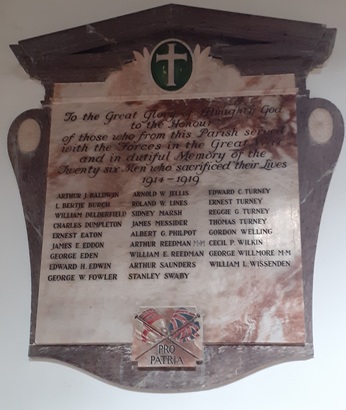 To the Great Glory of Almighty God
to the Honour
of those who from this Parish served
with the Forces in the Great War
and in dutiful Memory of the
Twenty six Men who sacrificed their Lives
1914-1919
ARTHUR J. BALDWIN ARNOLD W. JELLIS EDWARD C. TURNEY
L. BERTIE BURCH ROLAND W. LINES ERNEST TURNEY
WILLIAM DELLERFIELD SIDNEY MARSH REGGIE G. TURNEY
CHARLES DUMPLETON JAMES MESSIDER THOMAS TURNEY
ERNEST EATON ALBERT G. PHILPOT GORDON WELLING
JAMES E. EDDON ARTHUR REEDMAN M.M CECIL P. WILKIN
GEORGE EDEN WILLIAM E. REEDMAN GEORGE WILLMORE M.M
EDWARD H. EDWIN ARTHUR SAUNDERS WILLIAM L. WISSENDEN
GEORGE W. FOWLER STANLEY SWABY
PRO
PATRIA